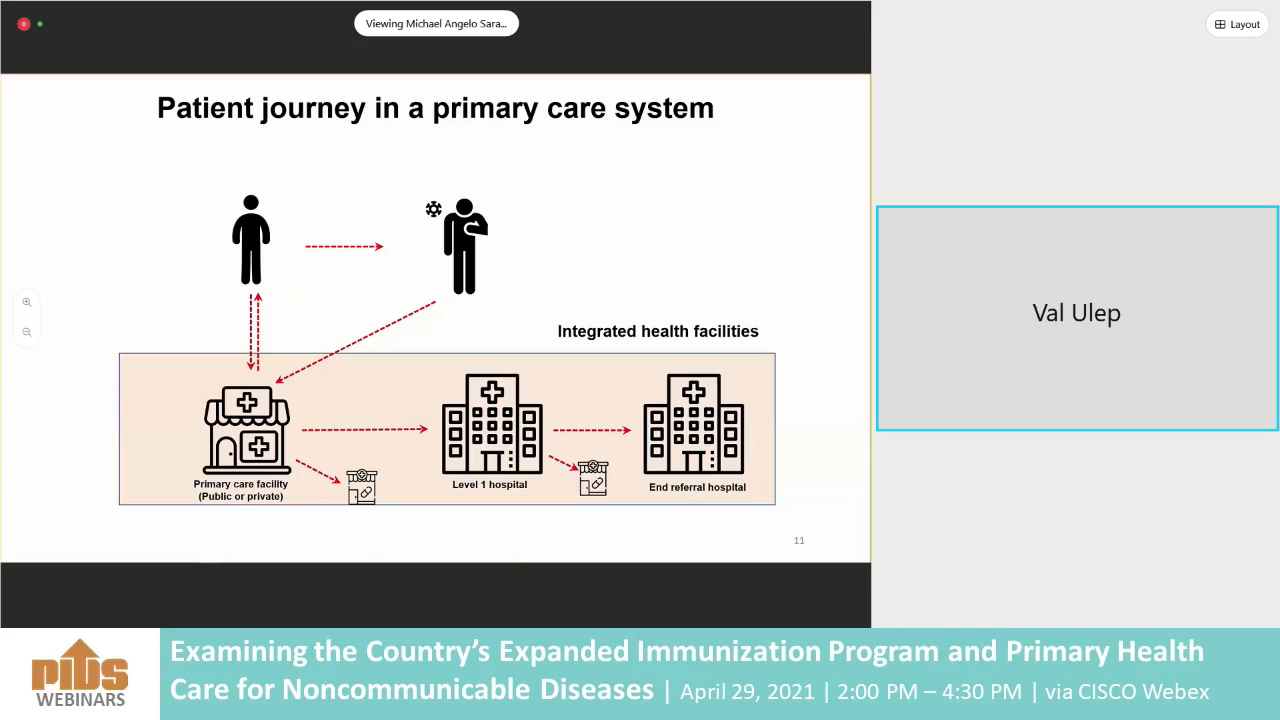 Viewing Michael Angelo Sara...
Layout
Patient journey in a primary care system
Integrated health facilities
Primary care facility
(Public or private)
Level 1 hospital
End referral hospital
11
Val Ulep
PIDS
WEBINARS
Examining the Country's Expanded Immunization Program and Primary Health
Care for Noncommunicable Diseases | April 29, 2021 | 2:00 PM – 4:30 PM | via CISCO Webex